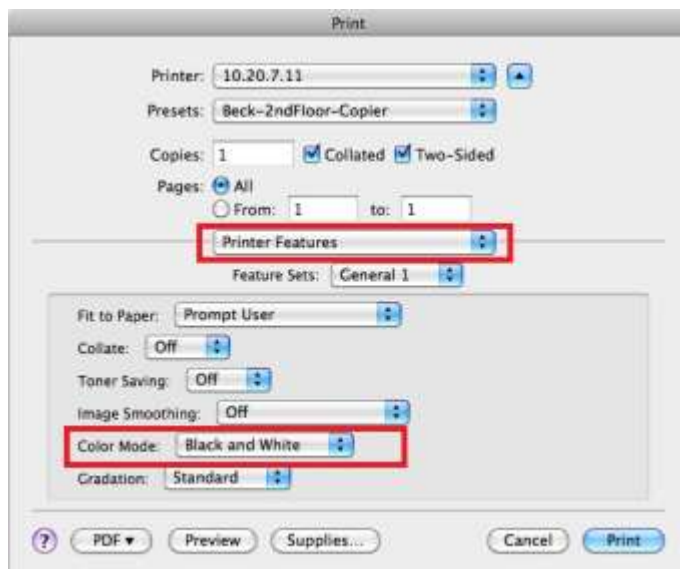 Print
Printer: 10.20.7.11
Presets: Beck-2ndFloor-Copier
Copies: 1 Collated Two-Sided
Pages: All
From: 1 to: 1
Printer Features
Feature Sets: General 1
Fit to Paper: Prompt User
Collate: Off
Toner Saving: Off
Image Smoothing: Off
Color Mode: Black and White
Gradation: Standard
? PDF ▾ Preview Supplies... Cancel Print